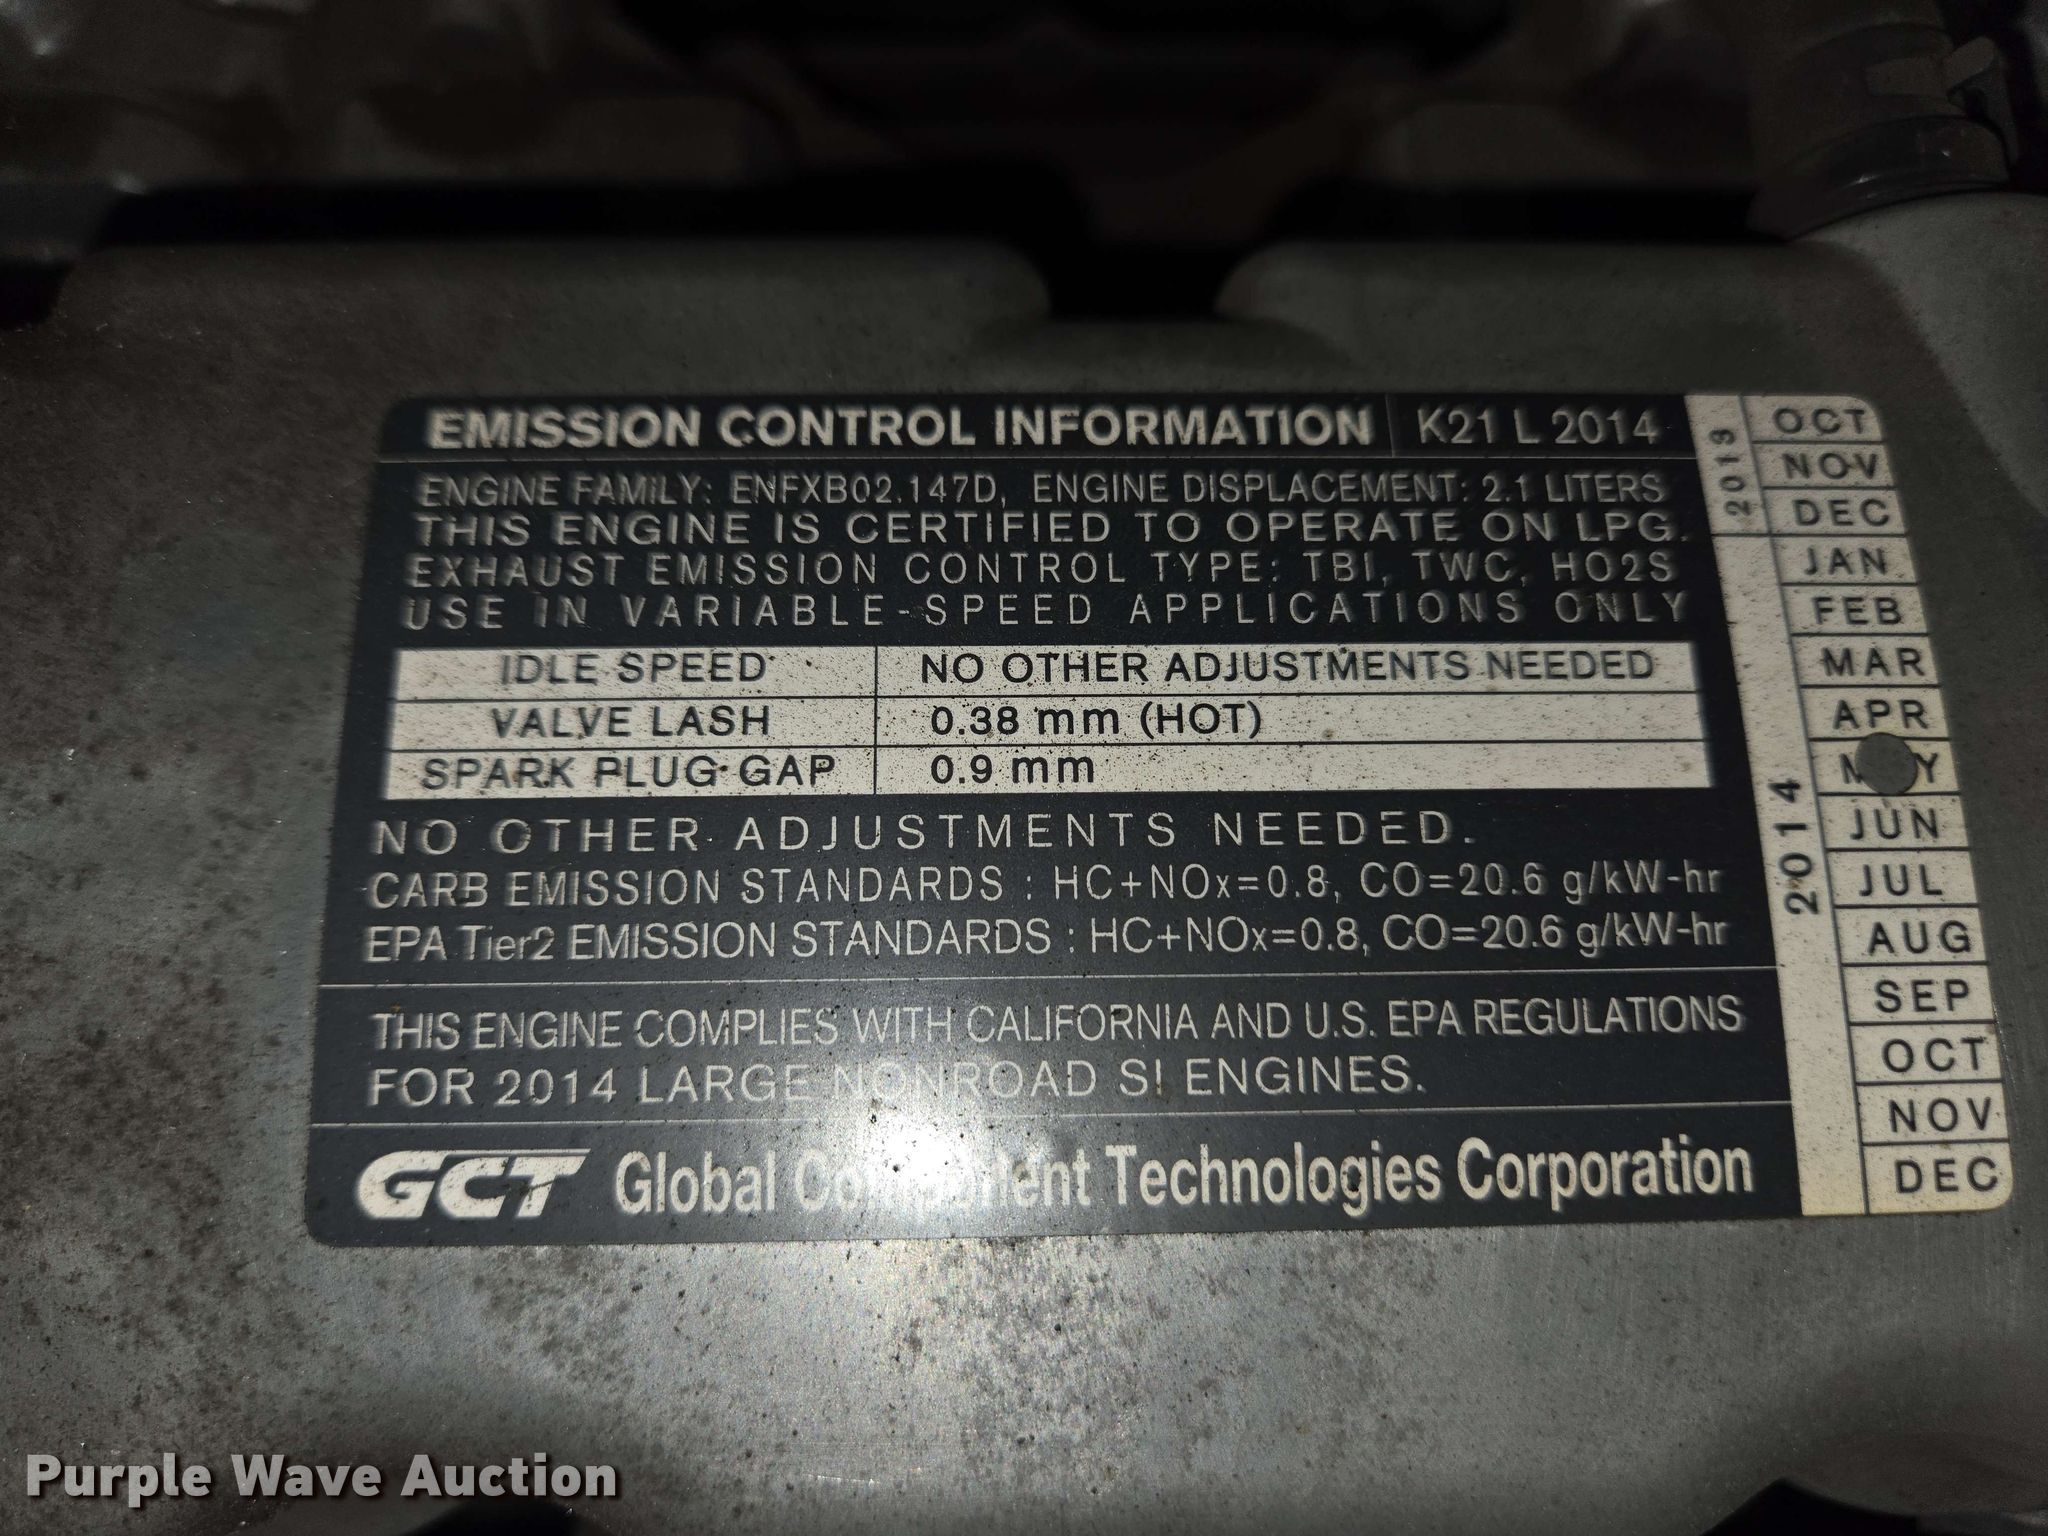 EMISSION CONTROL INFORMATION K21 L 2014
ENGINE FAMILY: ENFXB02.147D, ENGINE DISPLACEMENT: 2.1 LITERS
THIS ENGINE IS CERTIFIED TO OPERATE ON LPG.
EXHAUST EMISSION CONTROL TYPE: TBI, TWC, HO2S
USE IN VARIABLE-SPEED APPLICATIONS ONLY
IDLE SPEED NO OTHER ADJUSTMENTS NEEDED
VALVE LASH 0.38 mm (HOT)
SPARK PLUG GAP 0.9 mm
NO OTHER ADJUSTMENTS NEEDED.
CARB EMISSION STANDARDS : HC+NOx=0.8, CO=20.6 g/kW-hr
EPA Tier2 EMISSION STANDARDS : HC+NOx=0.8, CO=20.6 g/kW-hr
THIS ENGINE COMPLIES WITH CALIFORNIA AND U.S. EPA REGULATIONS
FOR 2014 LARGE NONROAD SI ENGINES.
GCT Global Component Technologies Corporation
2013
OCT
NOV
DEC
2014
JAN
FEB
MAR
APR
MAY
JUN
JUL
AUG
SEP
OCT
NOV
DEC
Purple Wave Auction